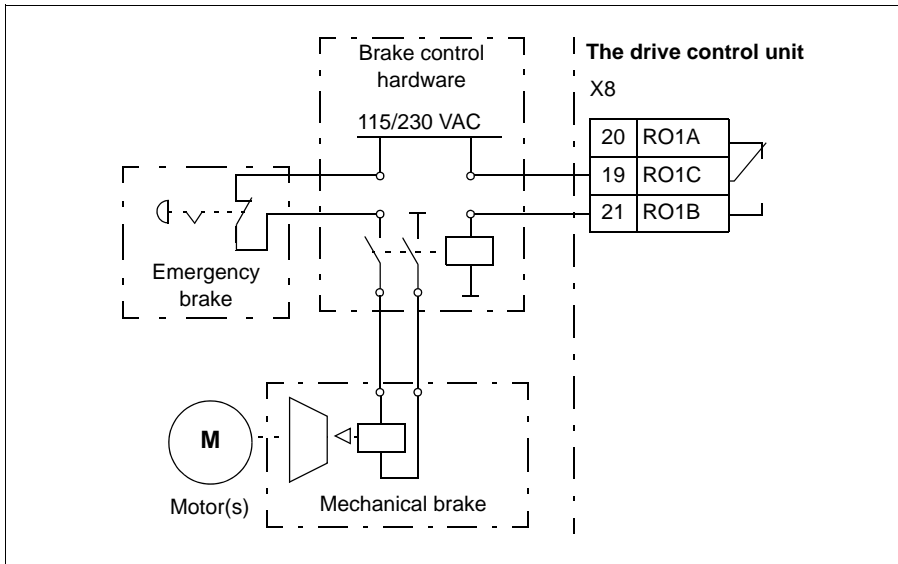 Brake control
hardware
115/230 VAC
The drive control unit
X8
20 RO1A
19 RO1C
21 RO1B
Emergency
brake
M
Motor(s)
Mechanical brake